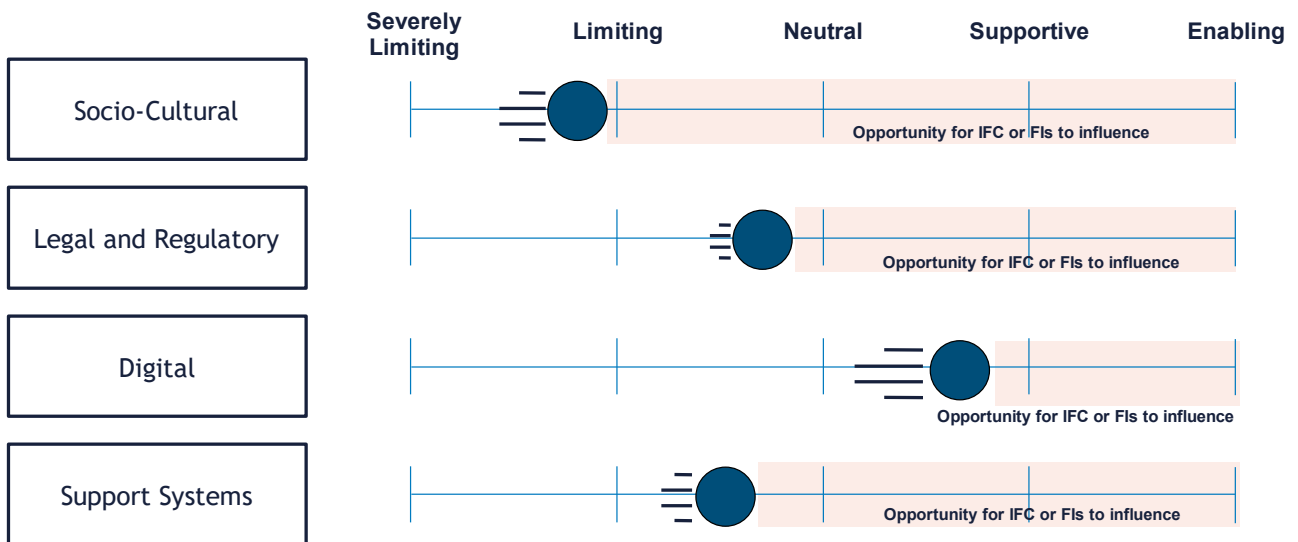 Severely
Limiting
Limiting
Neutral
Supportive
Enabling
Socio-Cultural
Opportunity for IFC or FIs to influence
Legal and Regulatory
Opportunity for IFC or FIs to influence
Digital
Opportunity for IFC or FIs to influence
Support Systems
Opportunity for IFC or FIs to influence